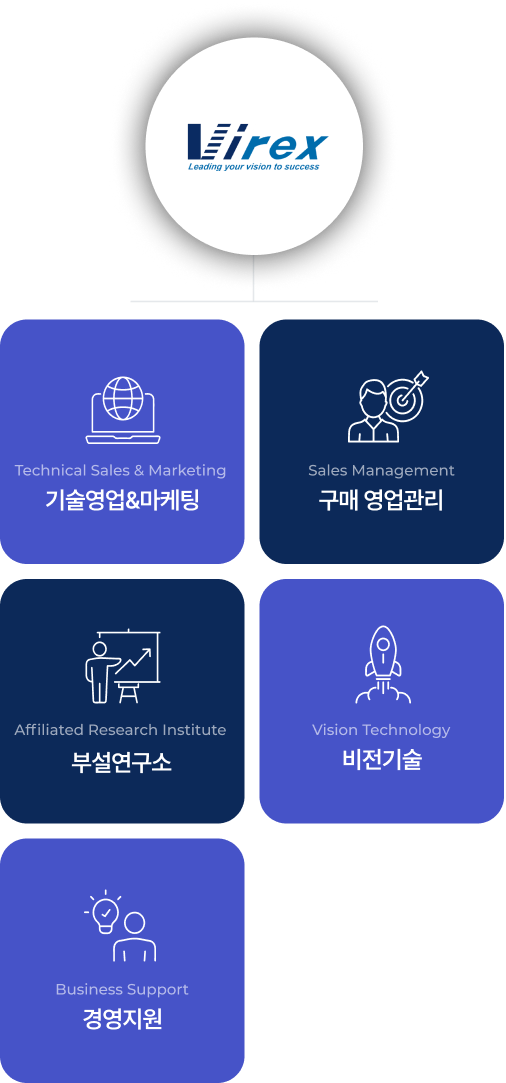 Virex
Leading your vision to success
Technical Sales & Marketing
기술영업&마케팅
Sales Management
구매 영업관리
Affiliated Research Institute
부설연구소
Vision Technology
비전기술
Business Support
경영지원